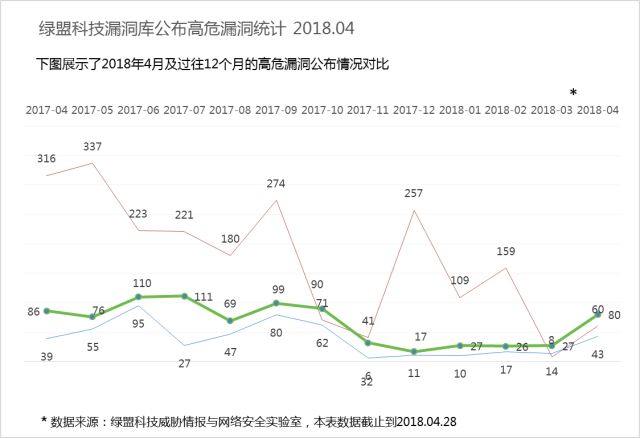 绿盟科技漏洞库公布高危漏洞统计 2018.04
下图展示了2018年4月及过往12个月的高危漏洞公布情况对比
*
2017-04 2017-05 2017-06 2017-07 2017-08 2017-09 2017-10 2017-11 2017-12 2018-01 2018-02 2018-03 2018-04
316 337 223 221 180 274 90 41 257 109 159 8 60
86 76 110 111 69 99 71 32 17 27 26 27 80
39 55 95 27 47 80 62 6 11 10 17 14 43
* 数据来源：绿盟科技威胁情报与网络安全实验室，本表数据截止到2018.04.28